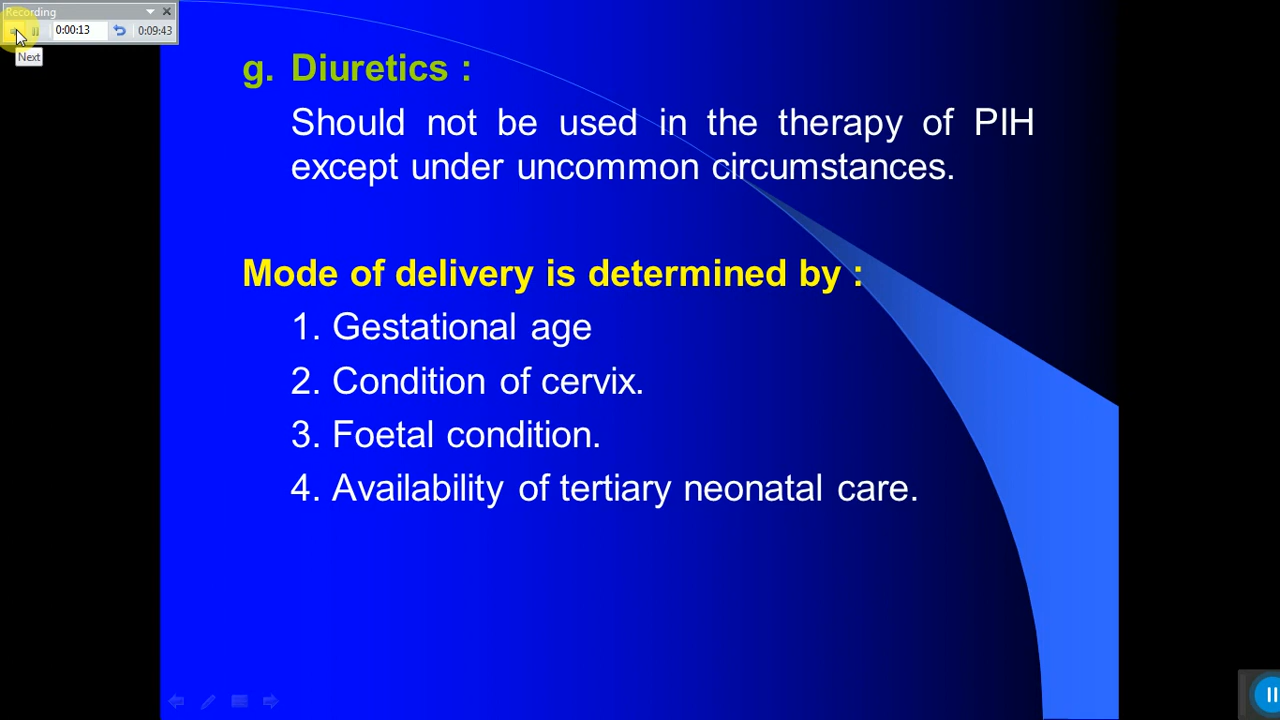 Recording
0:00:13
0:09:43
Next
g. Diuretics :
Should not be used in the therapy of PIH
except under uncommon circumstances.
Mode of delivery is determined by :
1. Gestational age
2. Condition of cervix.
3. Foetal condition.
4. Availability of tertiary neonatal care.